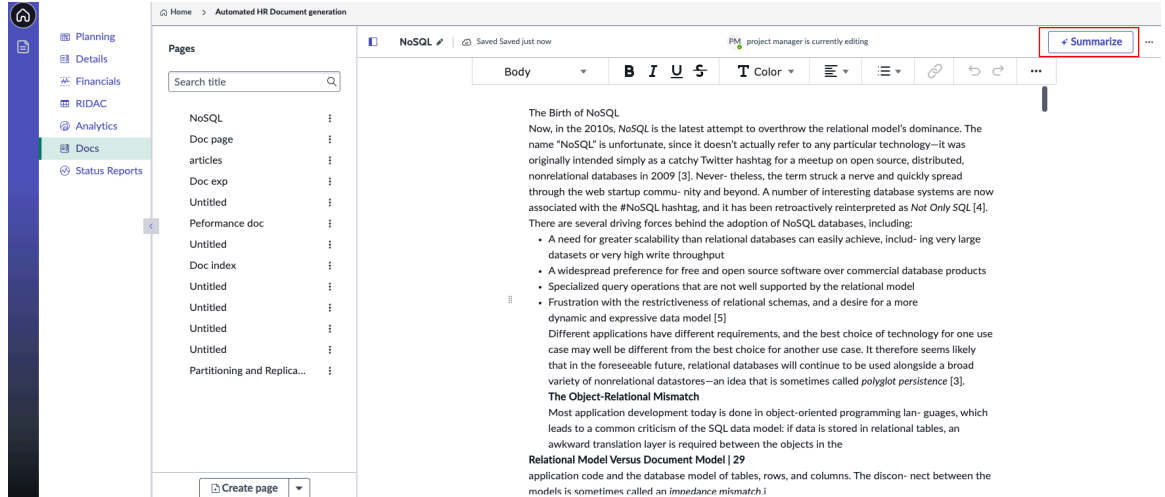 Home > Automated HR Document generation
Planning
Details
Financials
RIDAC
Analytics
Docs
Status Reports
Pages
Search title
NoSQL
Doc page
articles
Doc exp
Untitled
Peformance doc
Untitled
Doc index
Untitled
Untitled
Untitled
Untitled
Partitioning and Replica...
Create page
NoSQL
Saved Saved just now
PM project manager is currently editing
Summarize
Body
B I U S T Color
The Birth of NoSQL
Now, in the 2010s, NoSQL is the latest attempt to overthrow the relational model's dominance. The
name “NoSQL” is unfortunate, since it doesn't actually refer to any particular technology—it was
originally intended simply as a catchy Twitter hashtag for a meetup on open source, distributed,
nonrelational databases in 2009 [3]. Never- theless, the term struck a nerve and quickly spread
through the web startup commu- nity and beyond. A number of interesting database systems are now
associated with the #NoSQL hashtag, and it has been retroactively reinterpreted as Not Only SQL [4].
There are several driving forces behind the adoption of NoSQL databases, including:
• A need for greater scalability than relational databases can easily achieve, includ- ing very large
datasets or very high write throughput
• A widespread preference for free and open source software over commercial database products
• Specialized query operations that are not well supported by the relational model
• Frustration with the restrictiveness of relational schemas, and a desire for a more
dynamic and expressive data model [5]
Different applications have different requirements, and the best choice of technology for one use
case may well be different from the best choice for another use case. It therefore seems likely
that in the foreseeable future, relational databases will continue to be used alongside a broad
variety of nonrelational datastores—an idea that is sometimes called polyglot persistence [3].
The Object-Relational Mismatch
Most application development today is done in object-oriented programming lan- guages, which
leads to a common criticism of the SQL data model: if data is stored in relational tables, an
awkward translation layer is required between the objects in the
Relational Model Versus Document Model | 29
application code and the database model of tables, rows, and columns. The discon- nect between the
models is sometimes called an impedance mismatch.i